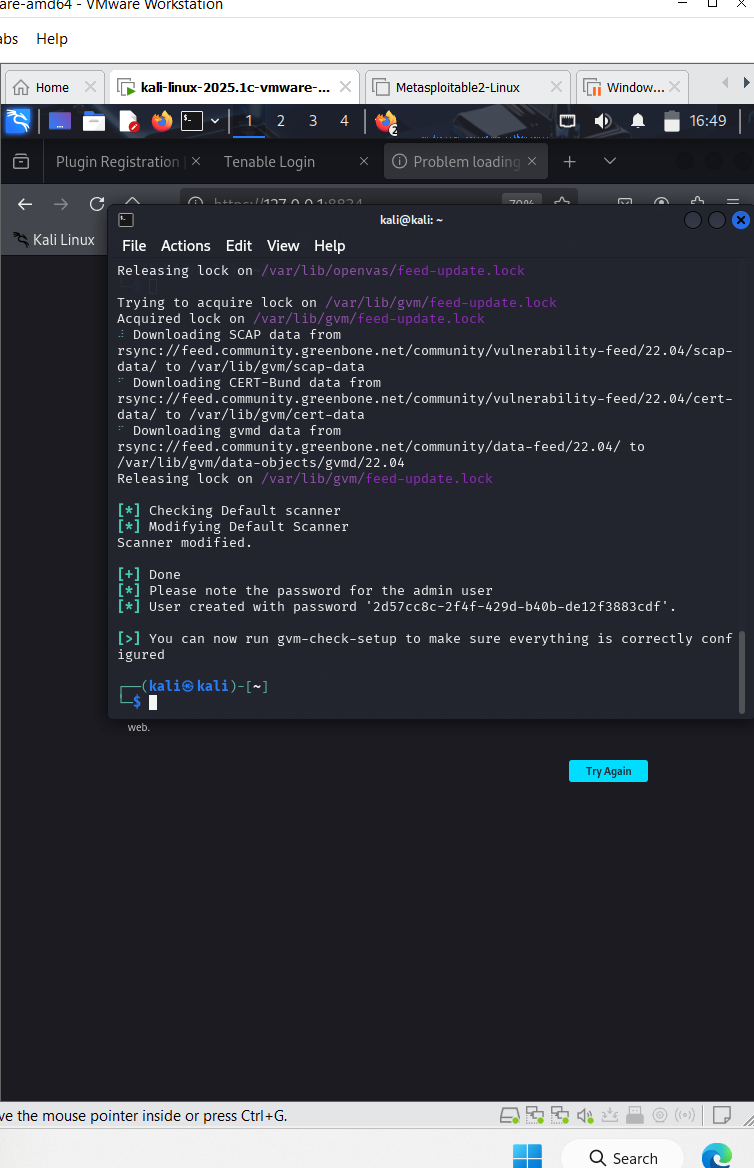 are-amd64 - VMware Workstation
abs Help
Home kali-linux-2025.1c-vmware-... Metasploitable2-Linux Window...
1 2 3 4 2 16:49
Plugin Registration Tenable Login Problem loading
https://127.0.0.1:8834 70%
Kali Linux
kali@kali: ~
File Actions Edit View Help
Releasing lock on /var/lib/openvas/feed-update.lock
Trying to acquire lock on /var/lib/gvm/feed-update.lock
Acquired lock on /var/lib/gvm/feed-update.lock
Downloading SCAP data from
rsync://feed.community.greenbone.net/community/vulnerability-feed/22.04/scap-
data/ to /var/lib/gvm/scap-data
Downloading CERT-Bund data from
rsync://feed.community.greenbone.net/community/vulnerability-feed/22.04/cert-
data/ to /var/lib/gvm/cert-data
Downloading gvmd data from
rsync://feed.community.greenbone.net/community/data-feed/22.04/ to
/var/lib/gvm/data-objects/gvmd/22.04
Releasing lock on /var/lib/gvm/feed-update.lock
[*] Checking Default scanner
[*] Modifying Default Scanner
Scanner modified.
[+] Done
[*] Please note the password for the admin user
[*] User created with password '2d57cc8c-2f4f-429d-b40b-de12f3883cdf'.
[>] You can now run gvm-check-setup to make sure everything is correctly conf
igured
┌──(kali㉿kali)-[~]
└─$
web.
Try Again
ve the mouse pointer inside or press Ctrl+G.
Search